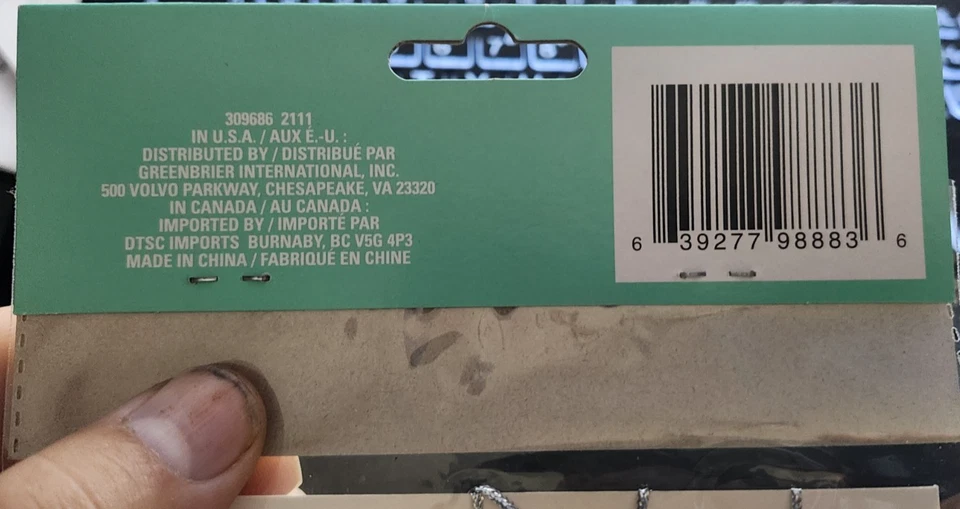 309686 2111
IN U.S.A. / AUX É.-U. :
DISTRIBUTED BY / DISTRIBUÉ PAR
GREENBRIER INTERNATIONAL, INC.
500 VOLVO PARKWAY, CHESAPEAKE, VA 23320
IN CANADA / AU CANADA :
IMPORTED BY / IMPORTÉ PAR
DTSC IMPORTS BURNABY, BC V5G 4P3
MADE IN CHINA / FABRIQUÉ EN CHINE
6 39277 98883 6